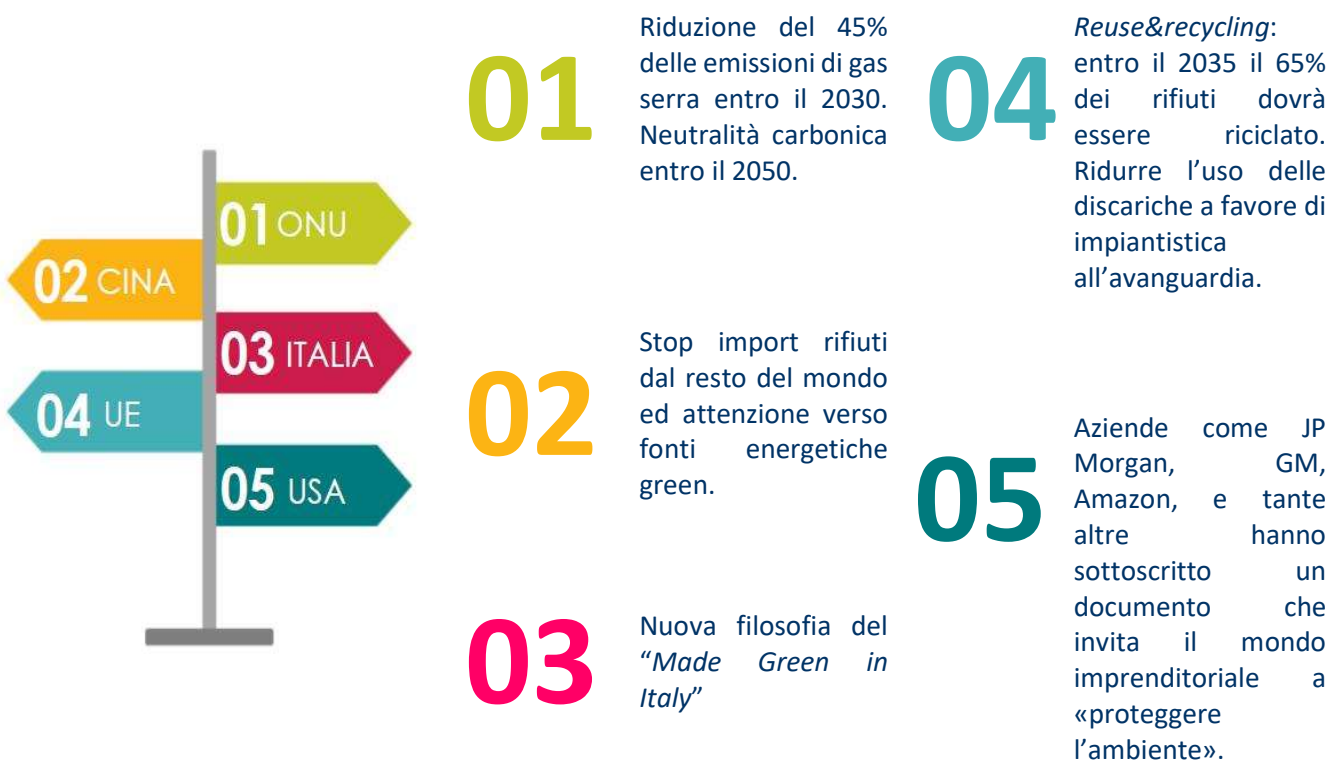 01 ONU
02 CINA
03 ITALIA
04 UE
05 USA
01
Riduzione del 45%
delle emissioni di gas
serra entro il 2030.
Neutralità carbonica
entro il 2050.
02
Stop import rifiuti
dal resto del mondo
ed attenzione verso
fonti energetiche
green.
03
Nuova filosofia del
“Made Green in
Italy”
04
Reuse&recycling:
entro il 2035 il 65%
dei rifiuti dovrà
essere riciclato.
Ridurre l’uso delle
discariche a favore di
impiantistica
all’avanguardia.
05
Aziende come JP
Morgan, GM,
Amazon, e tante
altre hanno
sottoscritto un
documento che
invita il mondo
imprenditoriale a
«proteggere
l’ambiente».